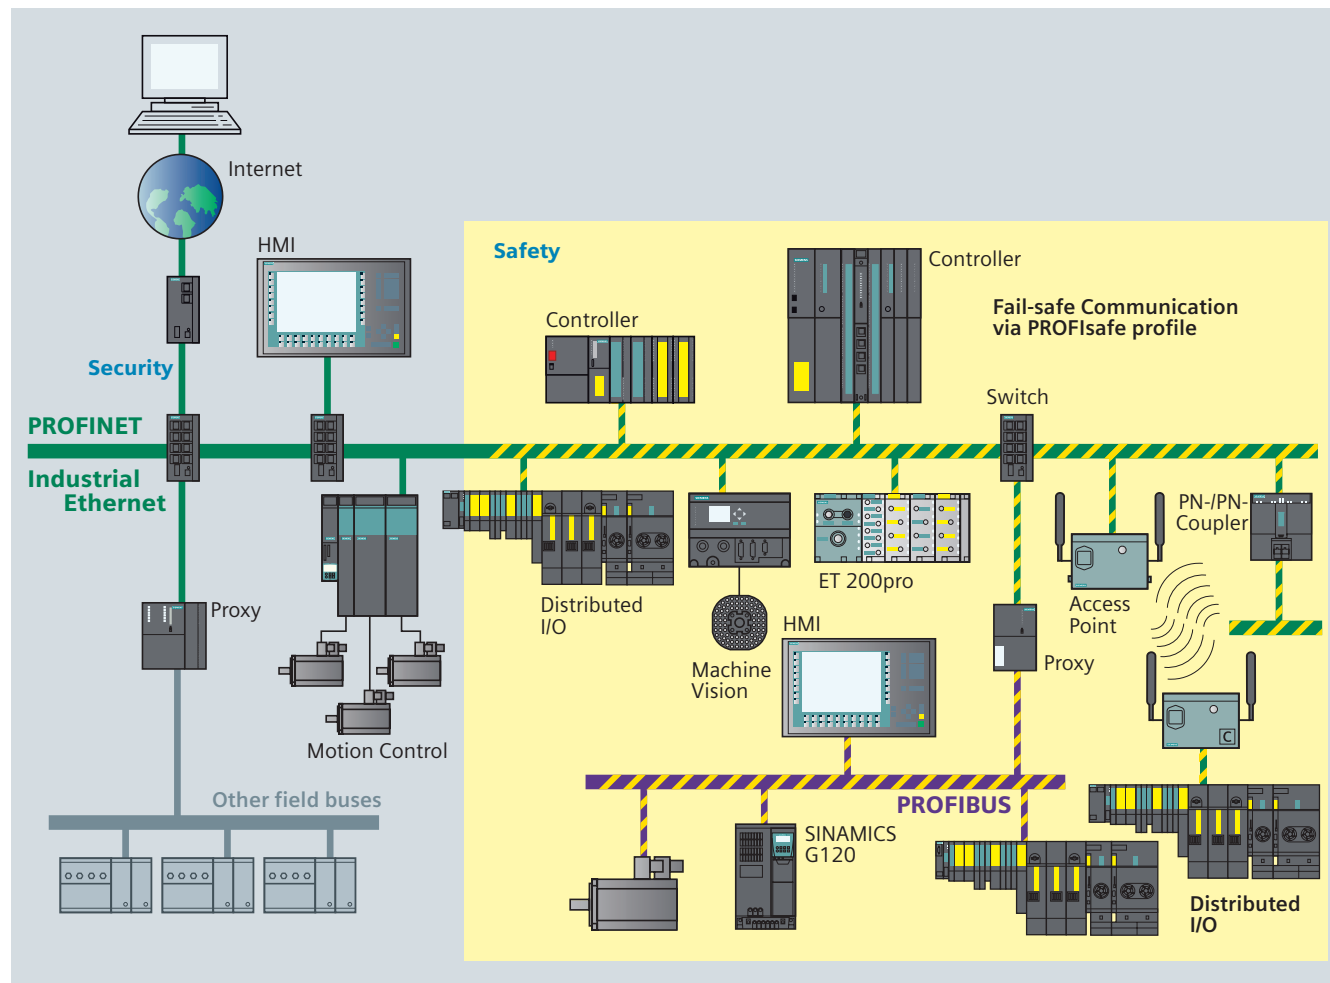 Internet
HMI
Safety
Controller
Fail-safe Communication
via PROFIsafe profile
Controller
Security
Switch
PROFINET
Industrial
Ethernet
PN-/PN-
Coupler
ET 200pro
Distributed
I/O
Access
Point
Proxy
HMI
Machine
Vision
Proxy
Motion Control
Other field buses
PROFIBUS
C
SINAMICS
G120
Distributed
I/O